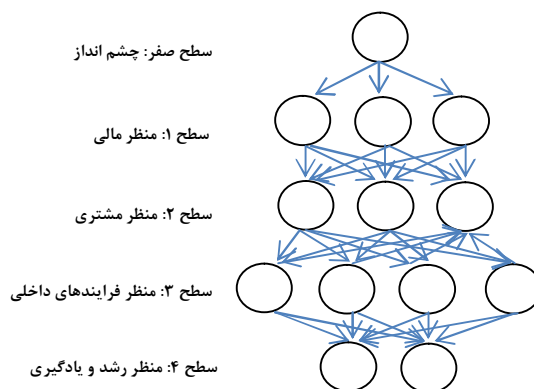 سطح صفر: چشم انداز
سطح ۱: منظر مالی
سطح ۲: منظر مشتری
سطح ۳: منظر فرایندهای داخلی
سطح ۴: منظر رشد و یادگیری